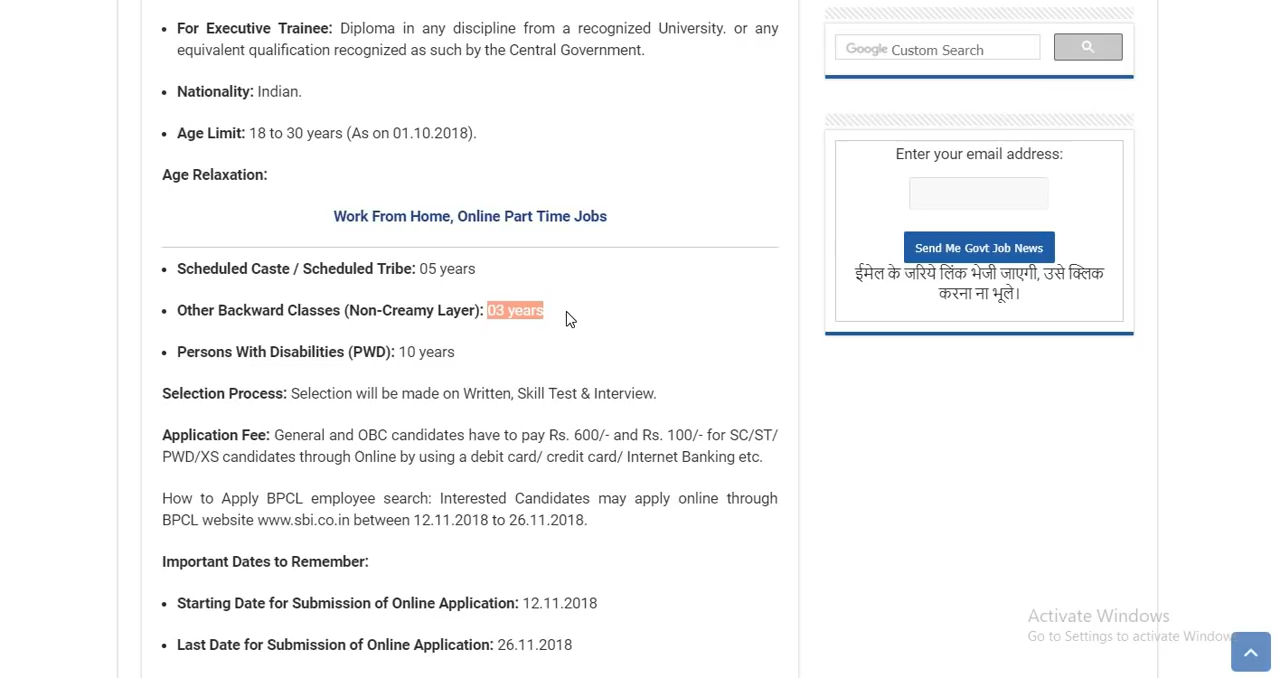 • For Executive Trainee: Diploma in any discipline from a recognized University. or any
equivalent qualification recognized as such by the Central Government.
• Nationality: Indian.
• Age Limit: 18 to 30 years (As on 01.10.2018).
Age Relaxation:
Work From Home, Online Part Time Jobs
• Scheduled Caste / Scheduled Tribe: 05 years
• Other Backward Classes (Non-Creamy Layer): 03 years
• Persons With Disabilities (PWD): 10 years
Selection Process: Selection will be made on Written, Skill Test & Interview.
Application Fee: General and OBC candidates have to pay Rs. 600/- and Rs. 100/- for SC/ST/
PWD/XS candidates through Online by using a debit card/ credit card/ Internet Banking etc.
How to Apply BPCL employee search: Interested Candidates may apply online through
BPCL website www.sbi.co.in between 12.11.2018 to 26.11.2018.
Important Dates to Remember:
• Starting Date for Submission of Online Application: 12.11.2018
• Last Date for Submission of Online Application: 26.11.2018
Google Custom Search
Enter your email address:
Send Me Govt Job News
ईमेल के जरिये लिंक भेजी जाएगी, उसे क्लिक
करना ना भूले।
Activate Windows
Go to Settings to activate Window